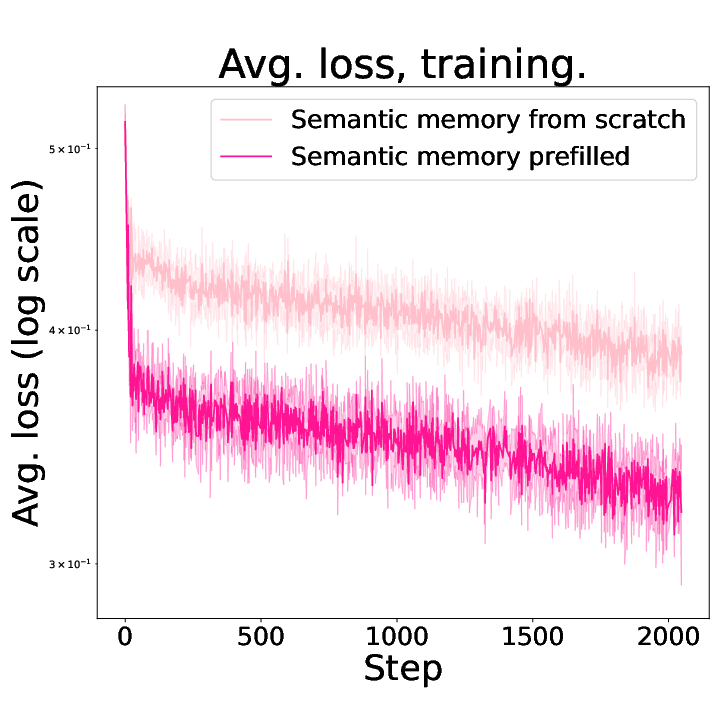 Avg. loss, training.
Semantic memory from scratch
Semantic memory prefilled
Avg. loss (log scale)
5 × 10⁻¹
4 × 10⁻¹
3 × 10⁻¹
0 500 1000 1500 2000
Step